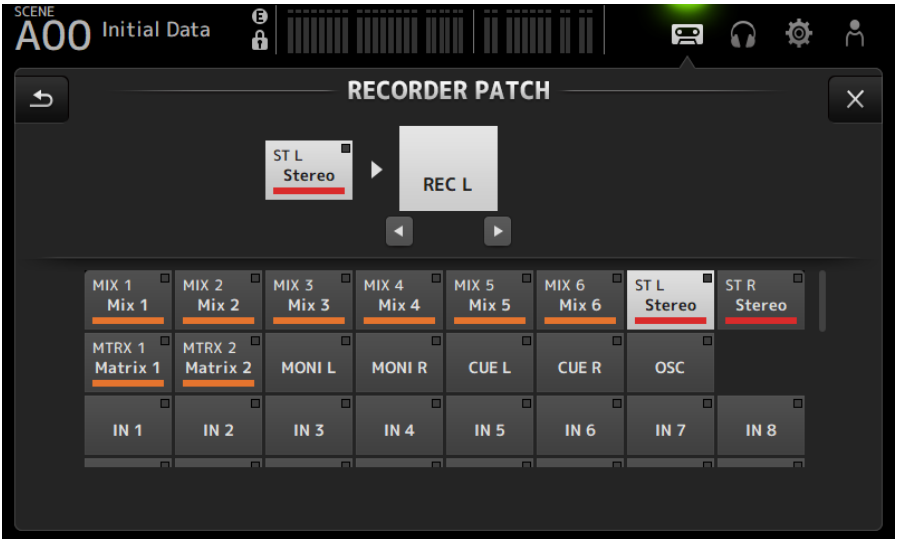 SCENE
A00 Initial Data
E
RECORDER PATCH
ST L
Stereo
REC L
MIX 1
Mix 1
MIX 2
Mix 2
MIX 3
Mix 3
MIX 4
Mix 4
MIX 5
Mix 5
MIX 6
Mix 6
ST L
Stereo
ST R
Stereo
MTRX 1
Matrix 1
MTRX 2
Matrix 2
MONI L
MONI R
CUE L
CUE R
OSC
IN 1
IN 2
IN 3
IN 4
IN 5
IN 6
IN 7
IN 8